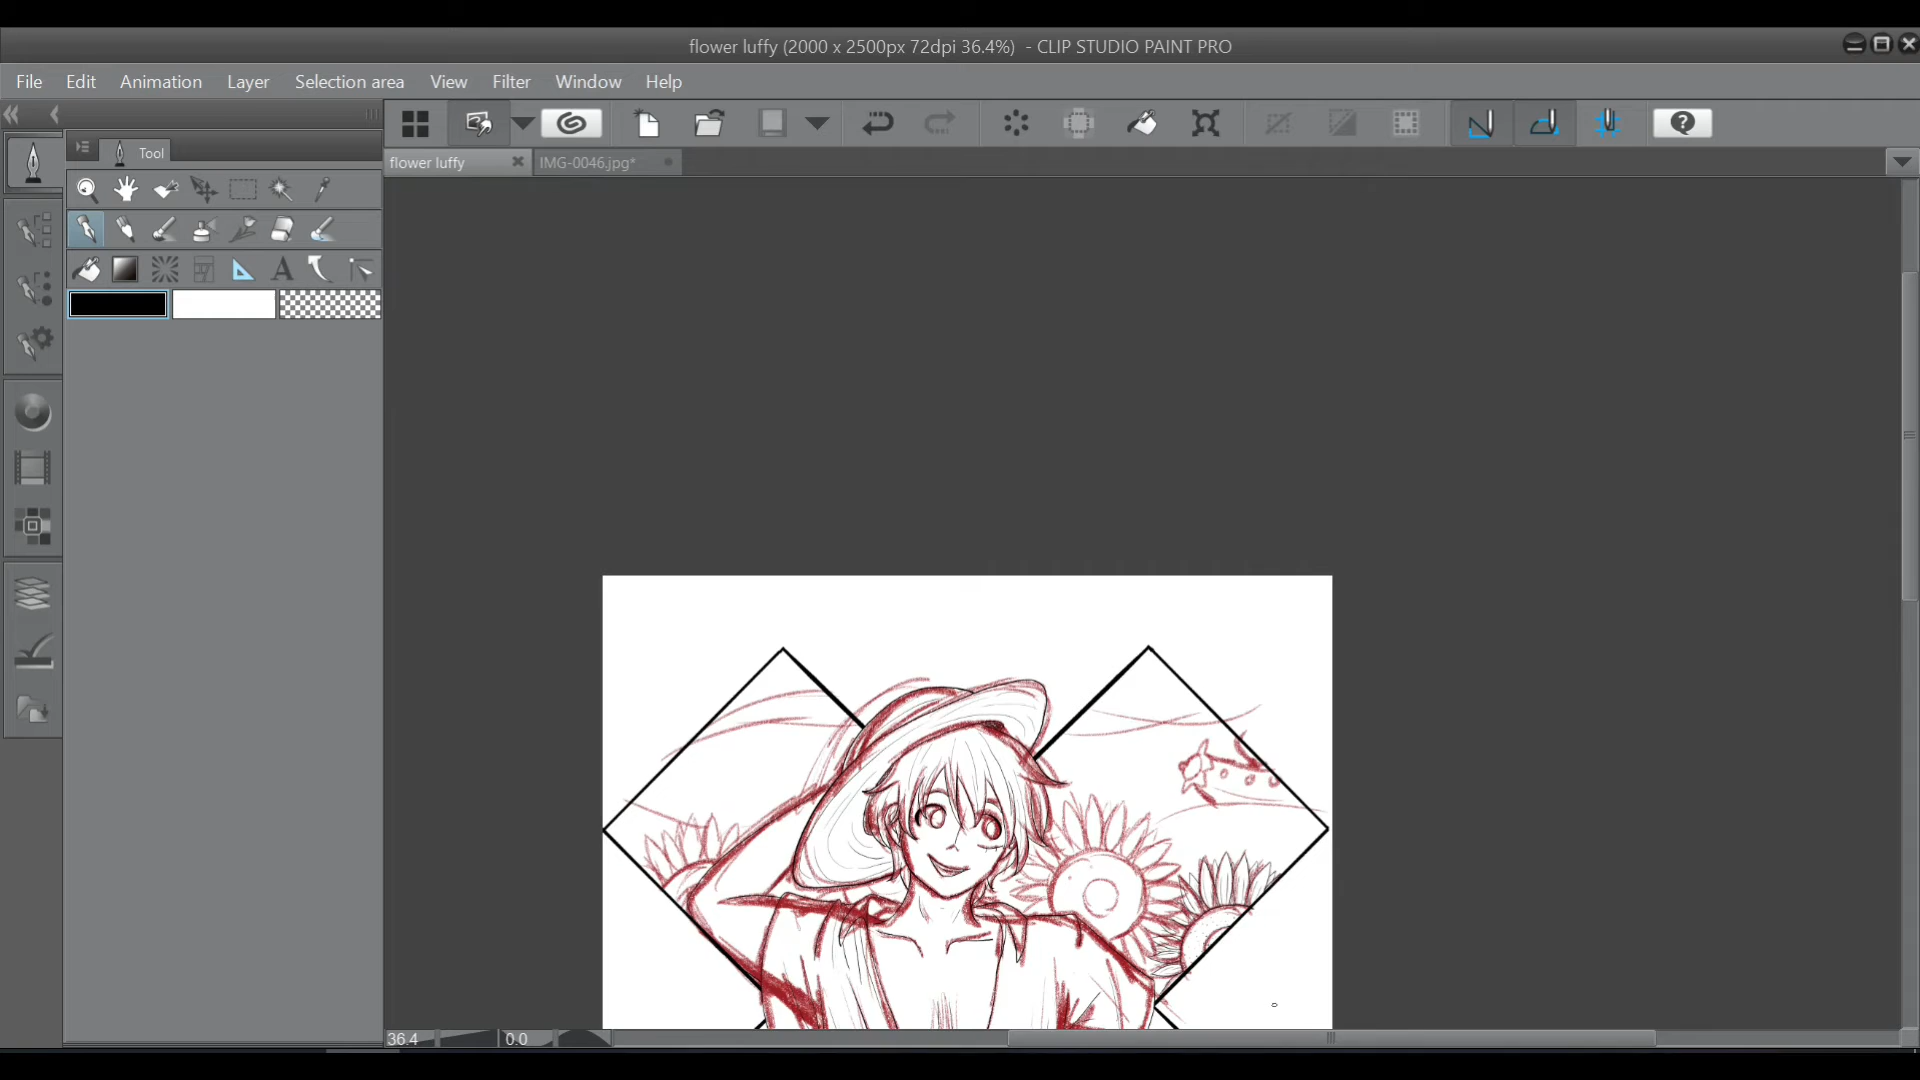 flower luffy (2000 x 2500px 72dpi 36.4%)  - CLIP STUDIO PAINT PRO
File Edit Animation Layer Selection area View Filter Window Help
Tool
flower luffy IMG-0046.jpg*
36.4 0.0